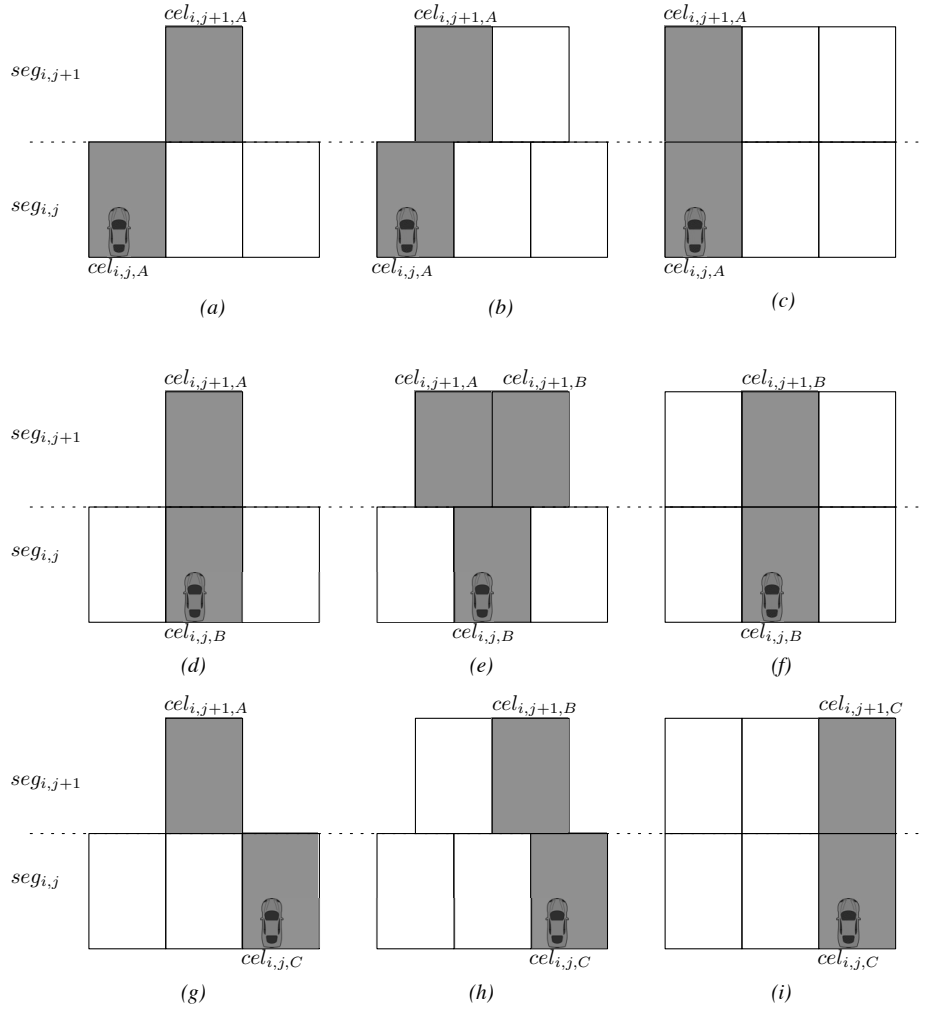 cel_{i,j+1,A} cel_{i,j+1,A} cel_{i,j+1,A}
seg_{i,j+1}
seg_{i,j}
cel_{i,j,A} cel_{i,j,A} cel_{i,j,A}
(a) (b) (c)
cel_{i,j+1,A} cel_{i,j+1,A} cel_{i,j+1,B} cel_{i,j+1,B}
seg_{i,j+1}
seg_{i,j}
cel_{i,j,B} cel_{i,j,B} cel_{i,j,B}
(d) (e) (f)
cel_{i,j+1,A} cel_{i,j+1,B} cel_{i,j+1,C}
seg_{i,j+1}
seg_{i,j}
cel_{i,j,C} cel_{i,j,C} cel_{i,j,C}
(g) (h) (i)